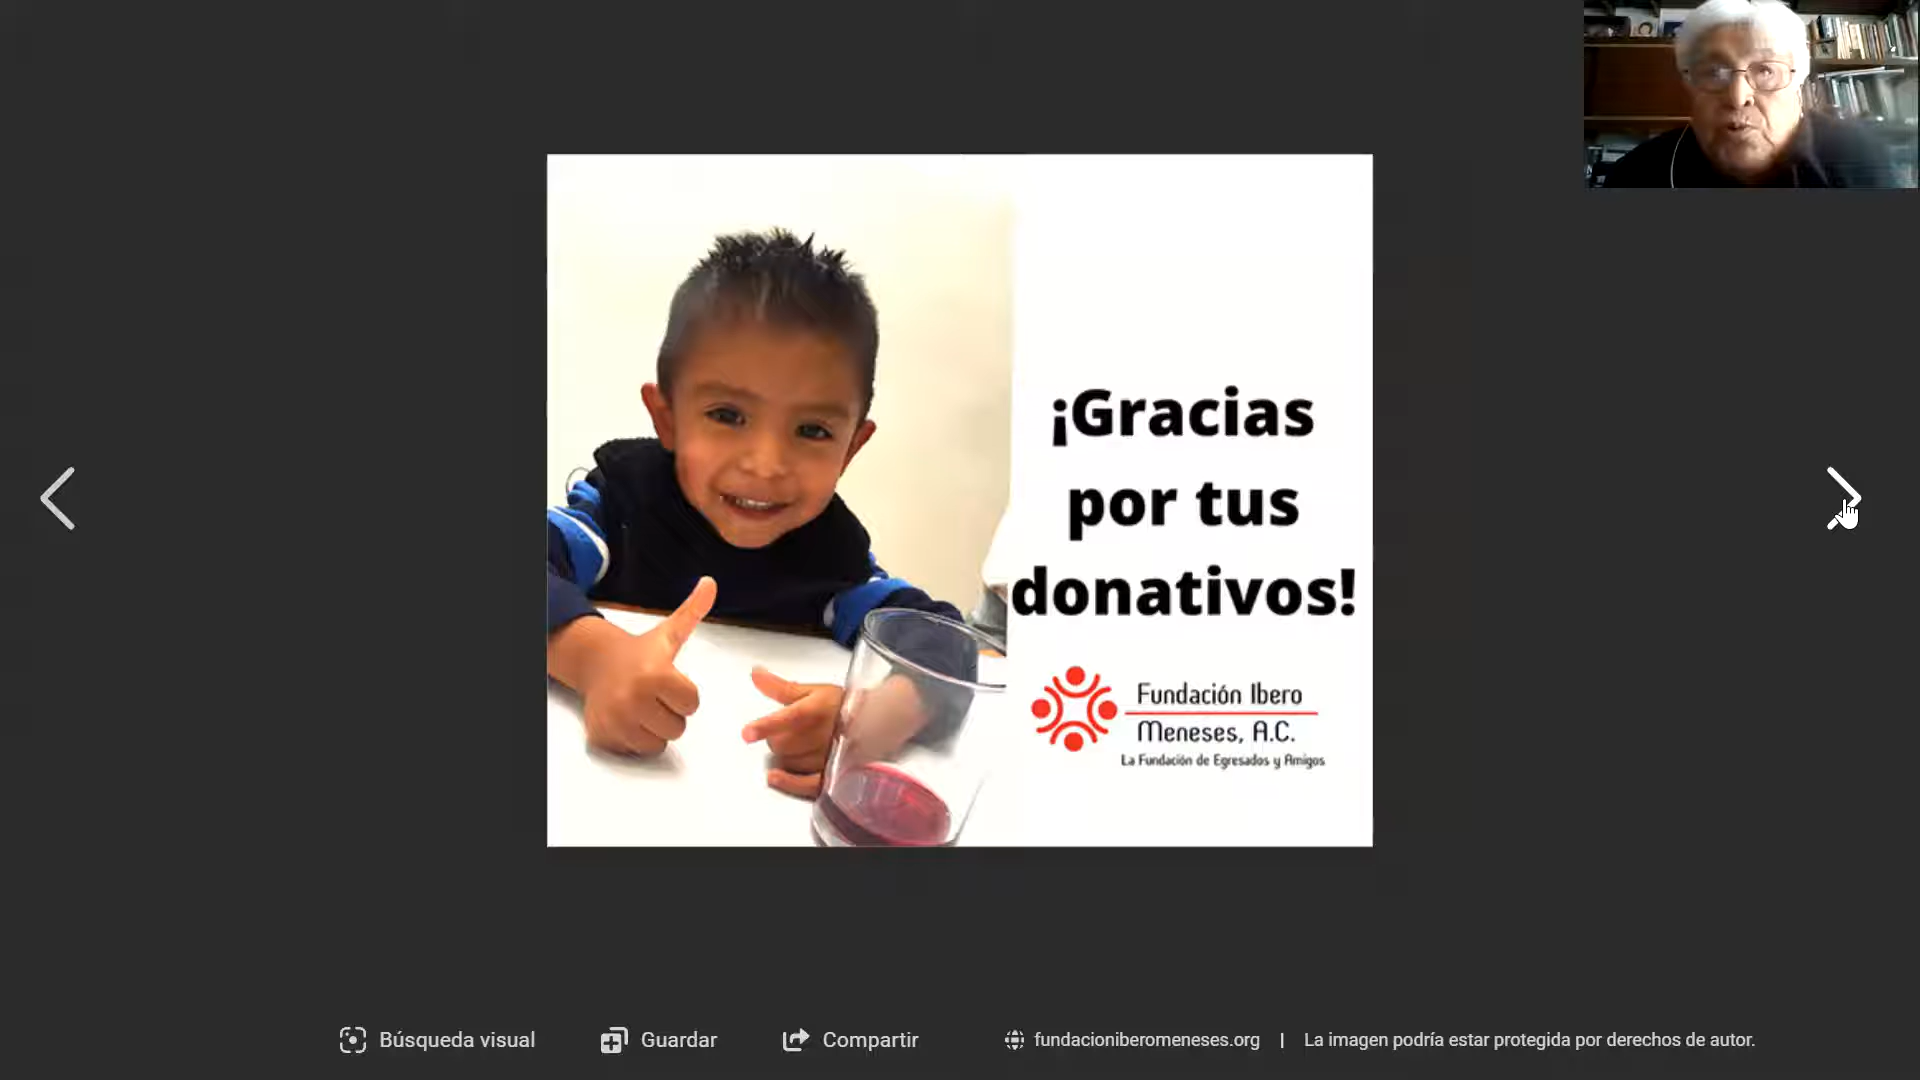 ¡Gracias
por tus
donativos!
Fundación Ibero
Meneses, A.C.
La Fundación de Egresados y Amigos
Búsqueda visual
Guardar
Compartir
fundacioniberomeneses.org | La imagen podría estar protegida por derechos de autor.